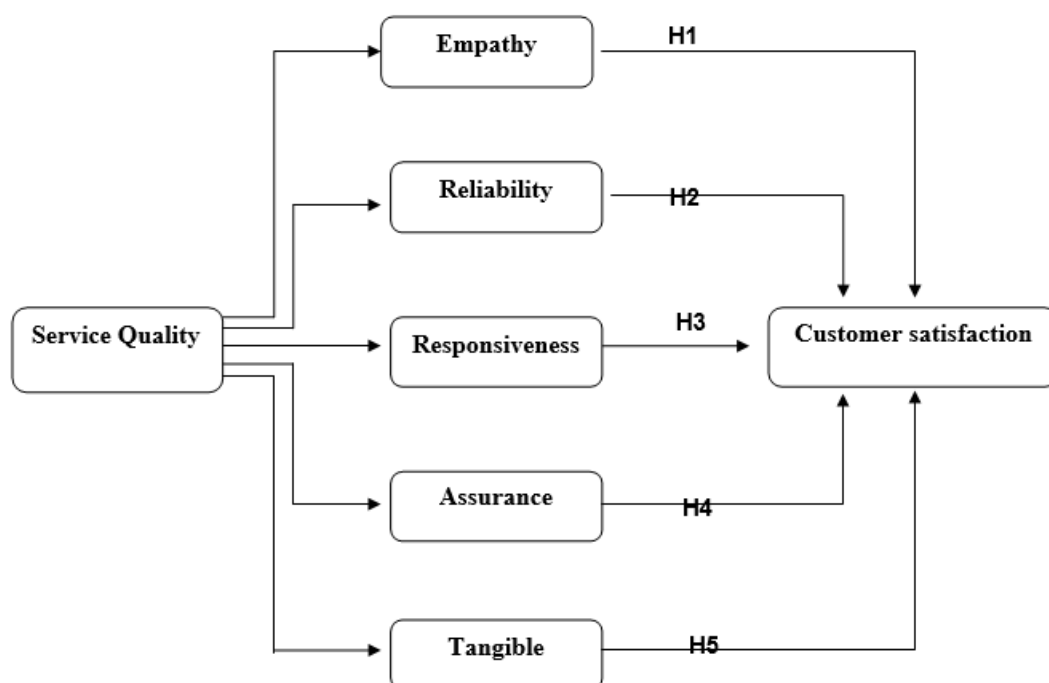 Empathy
H1
Reliability
H2
Service Quality
Responsiveness
H3
Customer satisfaction
Assurance
H4
Tangible
H5